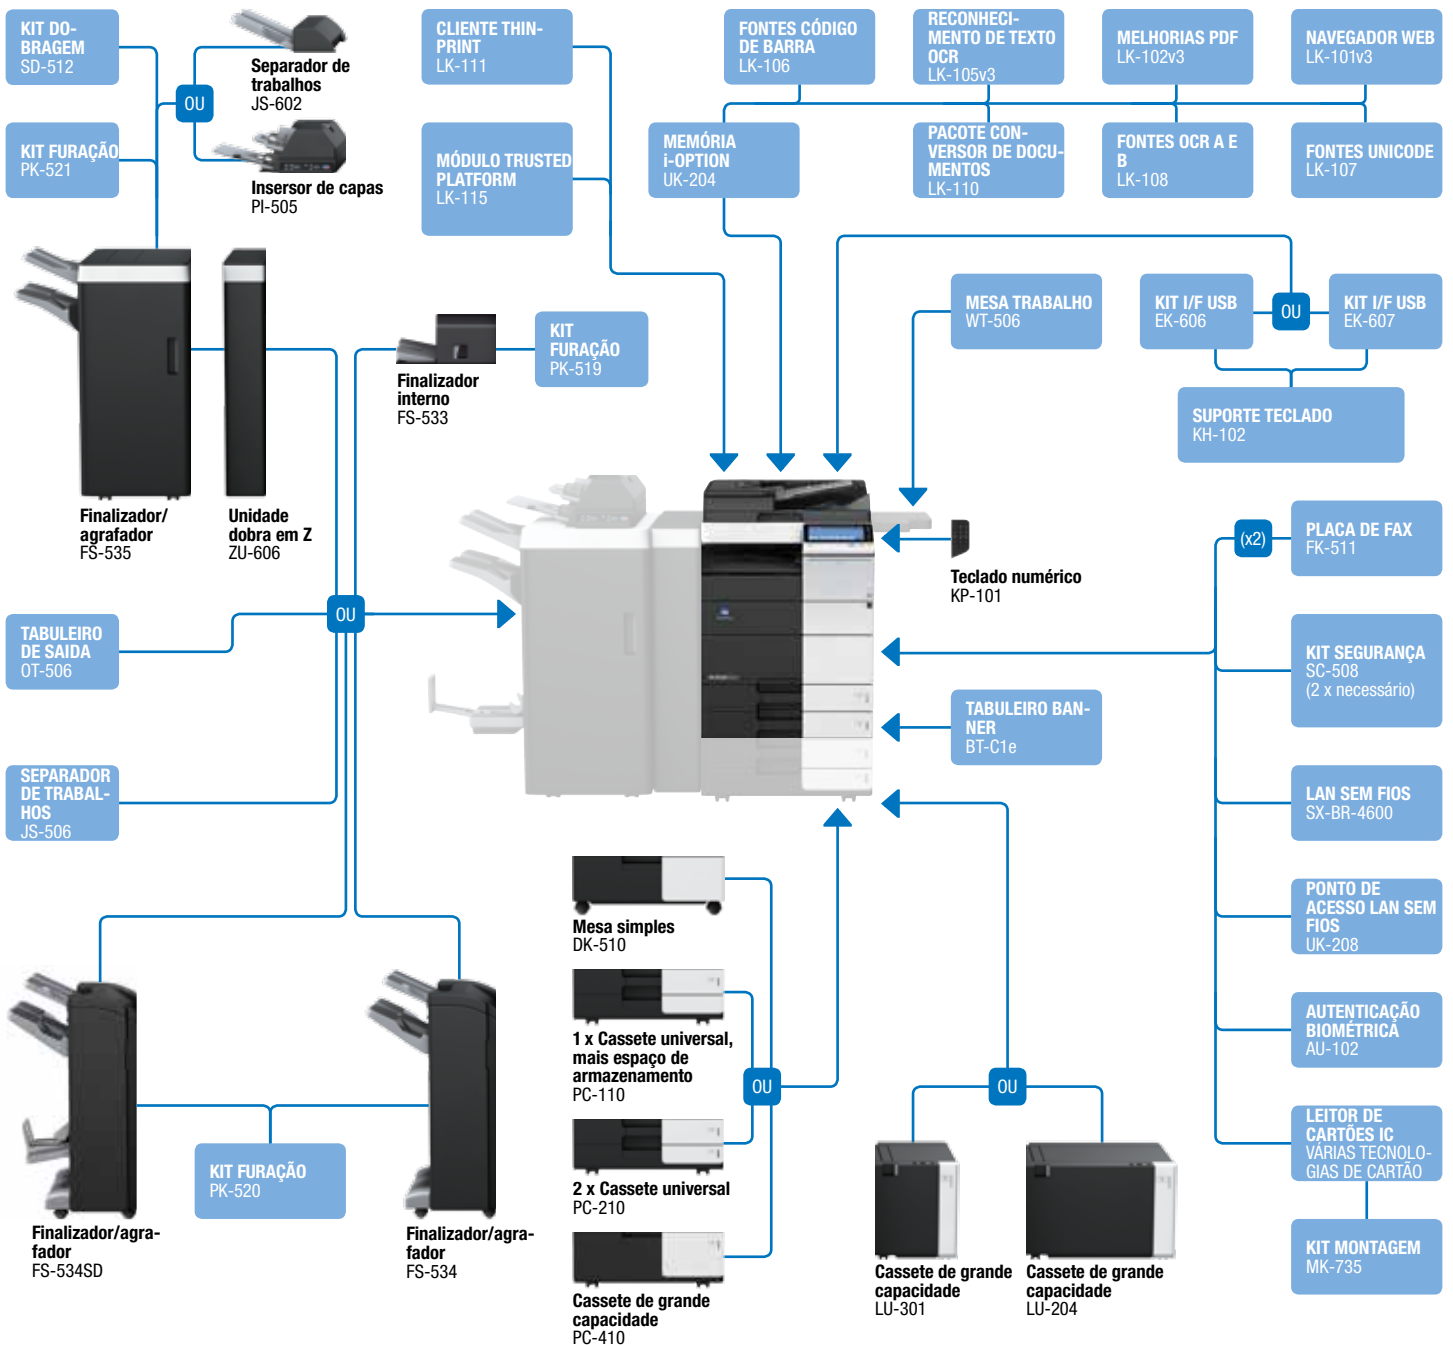 KIT DO-
BRAGEM
SD-512
Separador de
trabalhos
JS-602
OU
KIT FURAÇÃO
PK-521
Insersor de capas
PI-505
CLIENTE THIN-
PRINT
LK-111
MÓDULO TRUSTED
PLATFORM
LK-115
FONTES CÓDIGO
DE BARRA
LK-106
RECONHECI-
MENTO DE TEXTO
OCR
LK-105v3
MELHORIAS PDF
LK-102v3
NAVEGADOR WEB
LK-101v3
MEMÓRIA
i-OPTION
UK-204
PACOTE CON-
VERSOR DE DOCU-
MENTOS
LK-110
FONTES OCR A E
B
LK-108
FONTES UNICODE
LK-107
MESA TRABALHO
WT-506
KIT I/F USB
EK-606
OU
KIT I/F USB
EK-607
SUPORTE TECLADO
KH-102
KIT
FURAÇÃO
PK-519
Finalizador
interno
FS-533
Finalizador/
agrafador
FS-535
Unidade
dobra em Z
ZU-606
Teclado numérico
KP-101
(x2)
PLACA DE FAX
FK-511
OU
TABULEIRO
DE SAIDA
OT-506
KIT SEGURANÇA
SC-508
(2 x necessário)
TABULEIRO BAN-
NER
BT-C1e
SEPARADOR
DE TRABAL-
HOS
JS-506
LAN SEM FIOS
SX-BR-4600
Mesa simples
DK-510
PONTO DE
ACESSO LAN SEM
FIOS
UK-208
1 x Cassete universal,
mais espaço de
armazenamento
PC-110
OU
OU
AUTENTICAÇÃO
BIOMÉTRICA
AU-102
LEITOR DE
CARTÕES IC
VÁRIAS TECNOLO-
GIAS DE CARTÃO
KIT FURAÇÃO
PK-520
2 x Cassete universal
PC-210
Finalizador/agra-
fador
FS-534SD
Finalizador/agra-
fador
FS-534
KIT MONTAGEM
MK-735
Cassete de grande
capacidade
PC-410
Cassete de grande
capacidade
LU-301
Cassete de grande
capacidade
LU-204